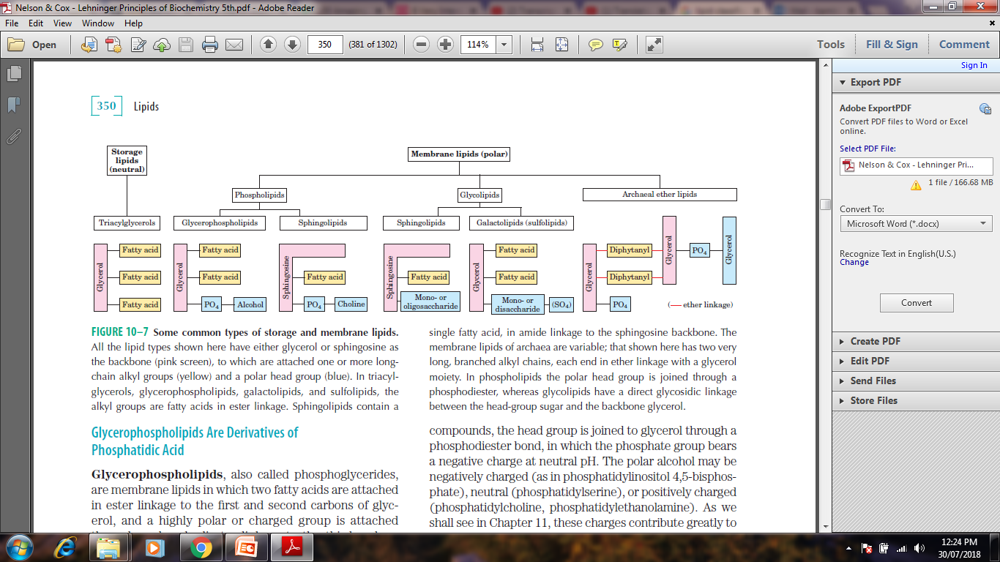 Nelson & Cox - Lehninger Principles of Biochemistry 5th.pdf - Adobe Reader
File Edit View Window Help
Open 350 (381 of 1302) 114% Tools Fill & Sign Comment
Sign In
Export PDF
Adobe ExportPDF
Convert PDF files to Word or Excel
online.
Select PDF File:
Nelson & Cox - Lehninger Pri...
1 file / 166.68 MB
Convert To:
Microsoft Word (*.docx)
Recognize Text in English(U.S.)
Change
Convert
Create PDF
Edit PDF
Send Files
Store Files
350 Lipids
Storage
lipids
(neutral)
Membrane lipids (polar)
Phospholipids
Glycolipids
Archaeal ether lipids
Triacylglycerols
Glycerophospholipids
Sphingolipids
Sphingolipids
Galactolipids (sulfolipids)
Glycerol
Fatty acid
Fatty acid
Fatty acid
Glycerol
Fatty acid
Fatty acid
PO4
Alcohol
Sphingosine
Fatty acid
PO4
Choline
Sphingosine
Fatty acid
Mono- or
oligosaccharide
Glycerol
Fatty acid
Fatty acid
Mono- or
disaccharide
(SO4)
Glycerol
Diphytanyl
Diphytanyl
PO4
Glycerol
PO4
Glycerol
(— ether linkage)
FIGURE 10–7 Some common types of storage and membrane lipids.
All the lipid types shown here have either glycerol or sphingosine as
the backbone (pink screen), to which are attached one or more long-
chain alkyl groups (yellow) and a polar head group (blue). In triacyl-
glycerols, glycerophospholipids, galactolipids, and sulfolipids, the
alkyl groups are fatty acids in ester linkage. Sphingolipids contain a
single fatty acid, in amide linkage to the sphingosine backbone. The
membrane lipids of archaea are variable; that shown here has two very
long, branched alkyl chains, each end in ether linkage with a glycerol
moiety. In phospholipids the polar head group is joined through a
phosphodiester, whereas glycolipids have a direct glycosidic linkage
between the head-group sugar and the backbone glycerol.
Glycerophospholipids Are Derivatives of
Phosphatidic Acid
Glycerophospholipids, also called phosphoglycerides,
are membrane lipids in which two fatty acids are attached
in ester linkage to the first and second carbons of glyc-
erol, and a highly polar or charged group is attached
compounds, the head group is joined to glycerol through a
phosphodiester bond, in which the phosphate group bears
a negative charge at neutral pH. The polar alcohol may be
negatively charged (as in phosphatidylinositol 4,5-bisphos-
phate), neutral (phosphatidylserine), or positively charged
(phosphatidylcholine, phosphatidylethanolamine). As we
shall see in Chapter 11, these charges contribute greatly to
12:24 PM
30/07/2018